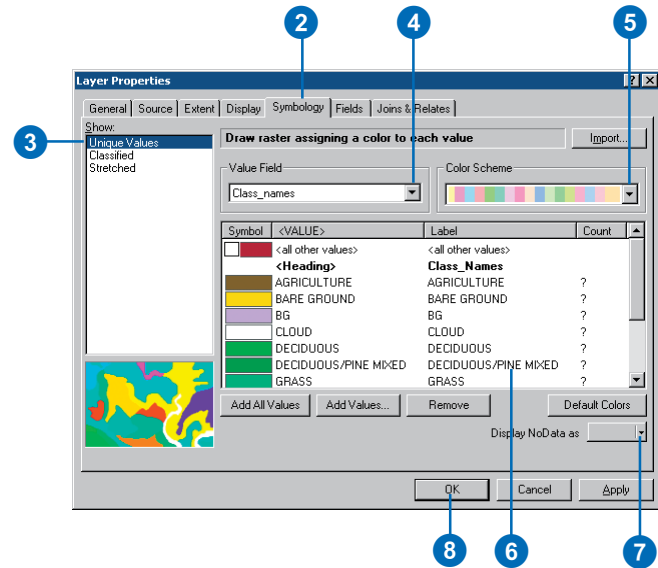 2
4
5
Layer Properties
General Source Extent Display Symbology Fields Joins & Relates
3
Show:
Unique Values
Classified
Stretched
Draw raster assigning a color to each value
Import...
Value Field
Class_names
Color Scheme
Symbol <VALUE> Label Count
<all other values> <all other values>
<Heading> Class_Names
AGRICULTURE AGRICULTURE ?
BARE GROUND BARE GROUND ?
BG BG ?
CLOUD CLOUD ?
DECIDUOUS DECIDUOUS ?
DECIDUOUS/PINE MIXED DECIDUOUS/PINE MIXED ?
GRASS GRASS ?
Add All Values Add Values... Remove Default Colors
Display NoData as
OK Cancel Apply
8
6
7